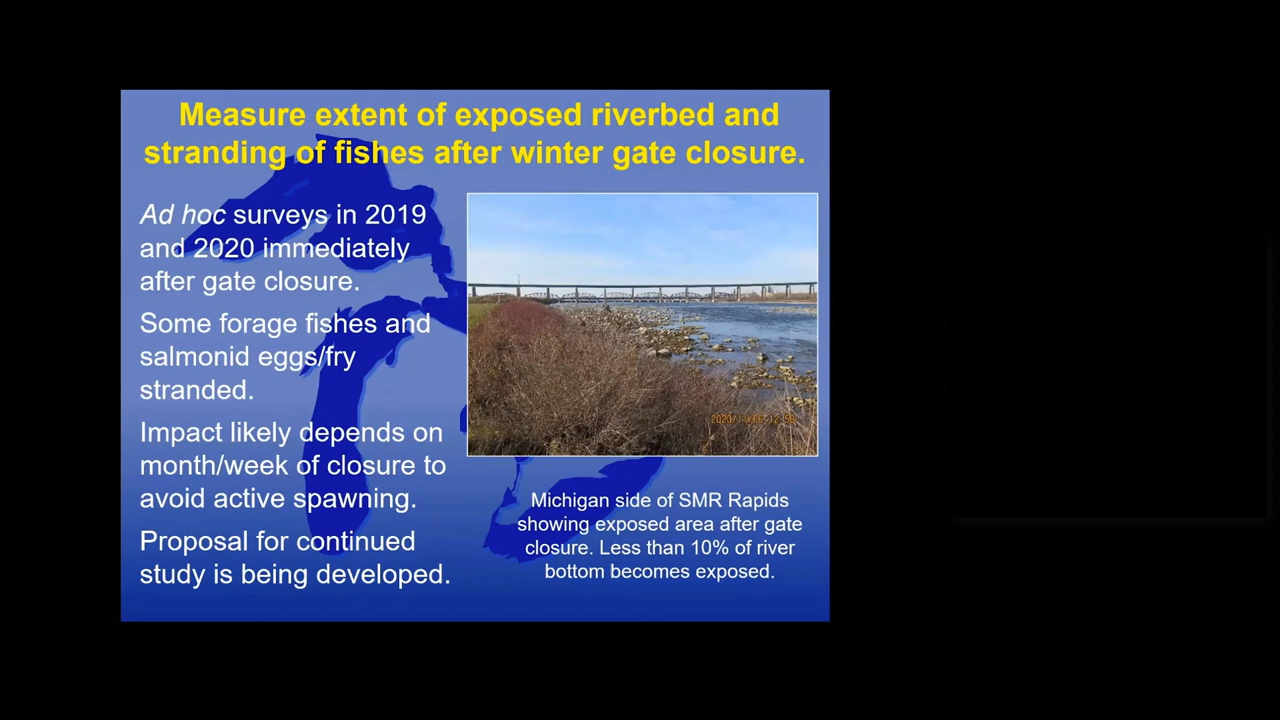 Measure extent of exposed riverbed and
stranding of fishes after winter gate closure.
Ad hoc surveys in 2019
and 2020 immediately
after gate closure.
Some forage fishes and
salmonid eggs/fry
stranded.
Impact likely depends on
month/week of closure to
avoid active spawning.
Proposal for continued
study is being developed.
Michigan side of SMR Rapids
showing exposed area after gate
closure. Less than 10% of river
bottom becomes exposed.